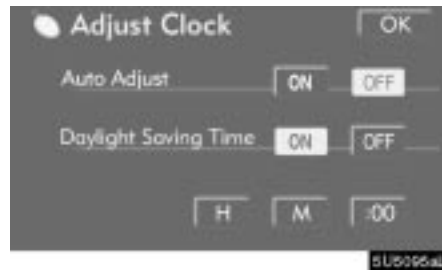 Adjust Clock OK
Auto Adjust ON OFF
Daylight Saving Time ON OFF
H M :00
5U5095aL